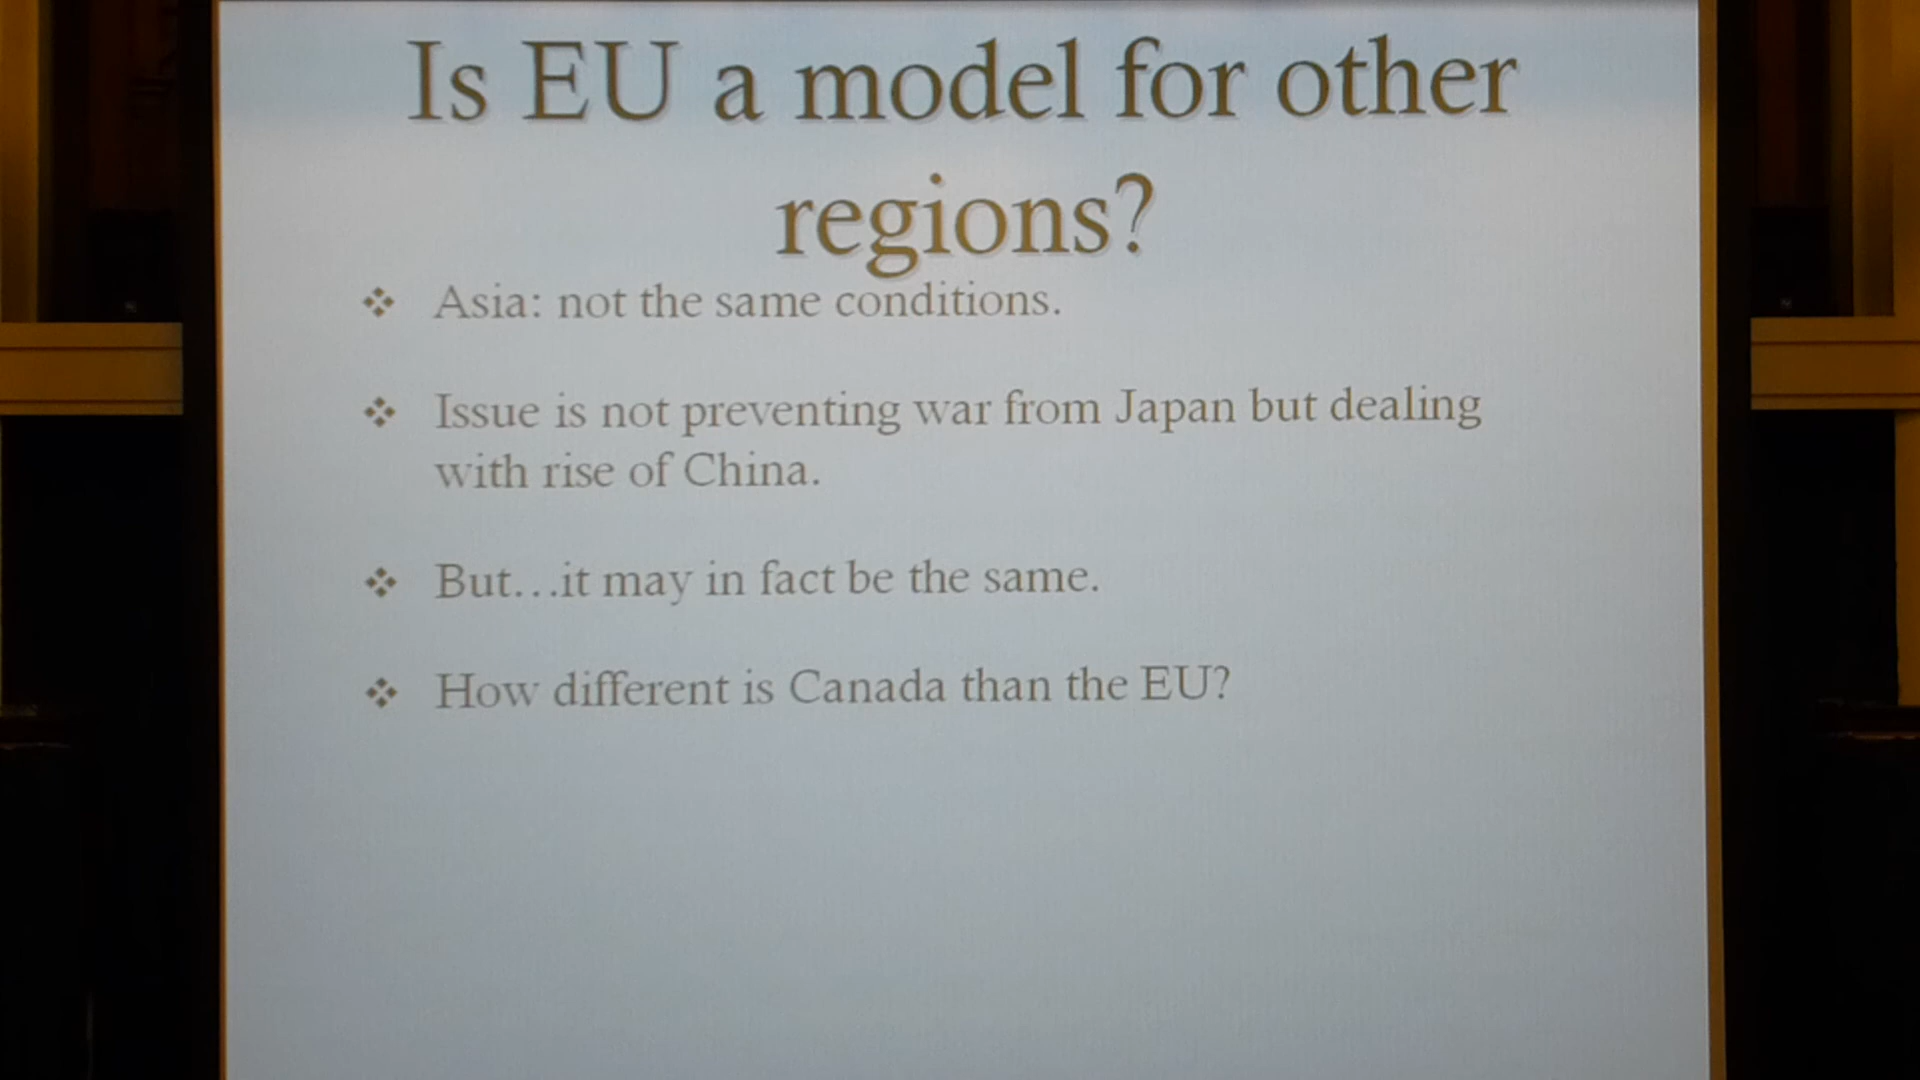 Is EU a model for other
regions?
Asia: not the same conditions.
Issue is not preventing war from Japan but dealing
with rise of China.
But…it may in fact be the same.
How different is Canada than the EU?